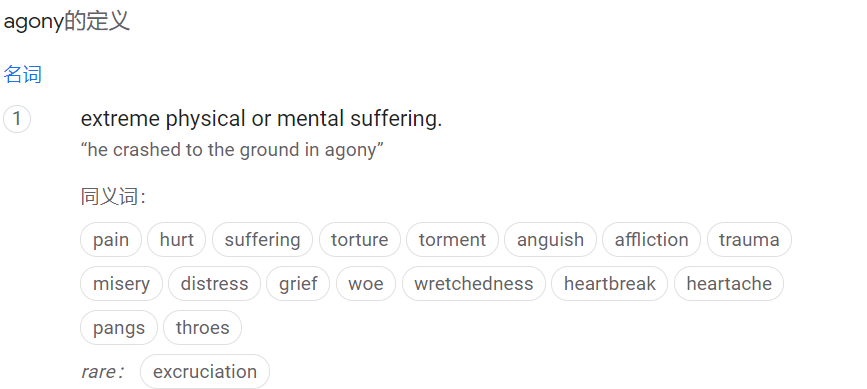 agony的定义
名词
1 extreme physical or mental suffering.
“he crashed to the ground in agony”
同义词：
pain hurt suffering torture torment anguish affliction trauma
misery distress grief woe wretchedness heartbreak heartache
pangs throes
rare： excruciation